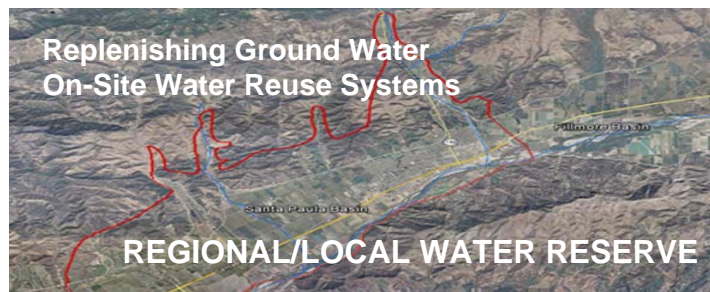 Replenishing Ground Water
On-Site Water Reuse Systems
Fillmore Basin
Santa Paula Basin
REGIONAL/LOCAL WATER RESERVE